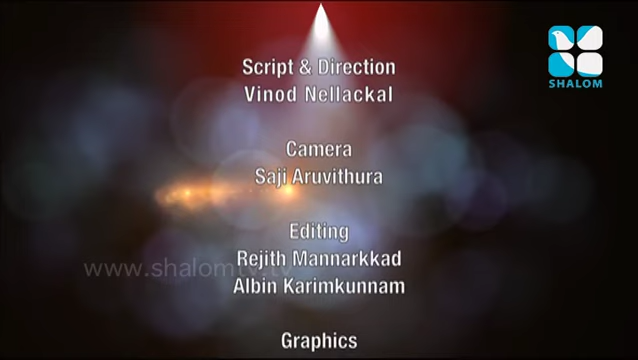 SHALOM
Script & Direction
Vinod Nellackal
Camera
Saji Aruvithura
Editing
Rejith Mannarkkad
Albin Karimkunnam
www.shalomtv.tv
Graphics